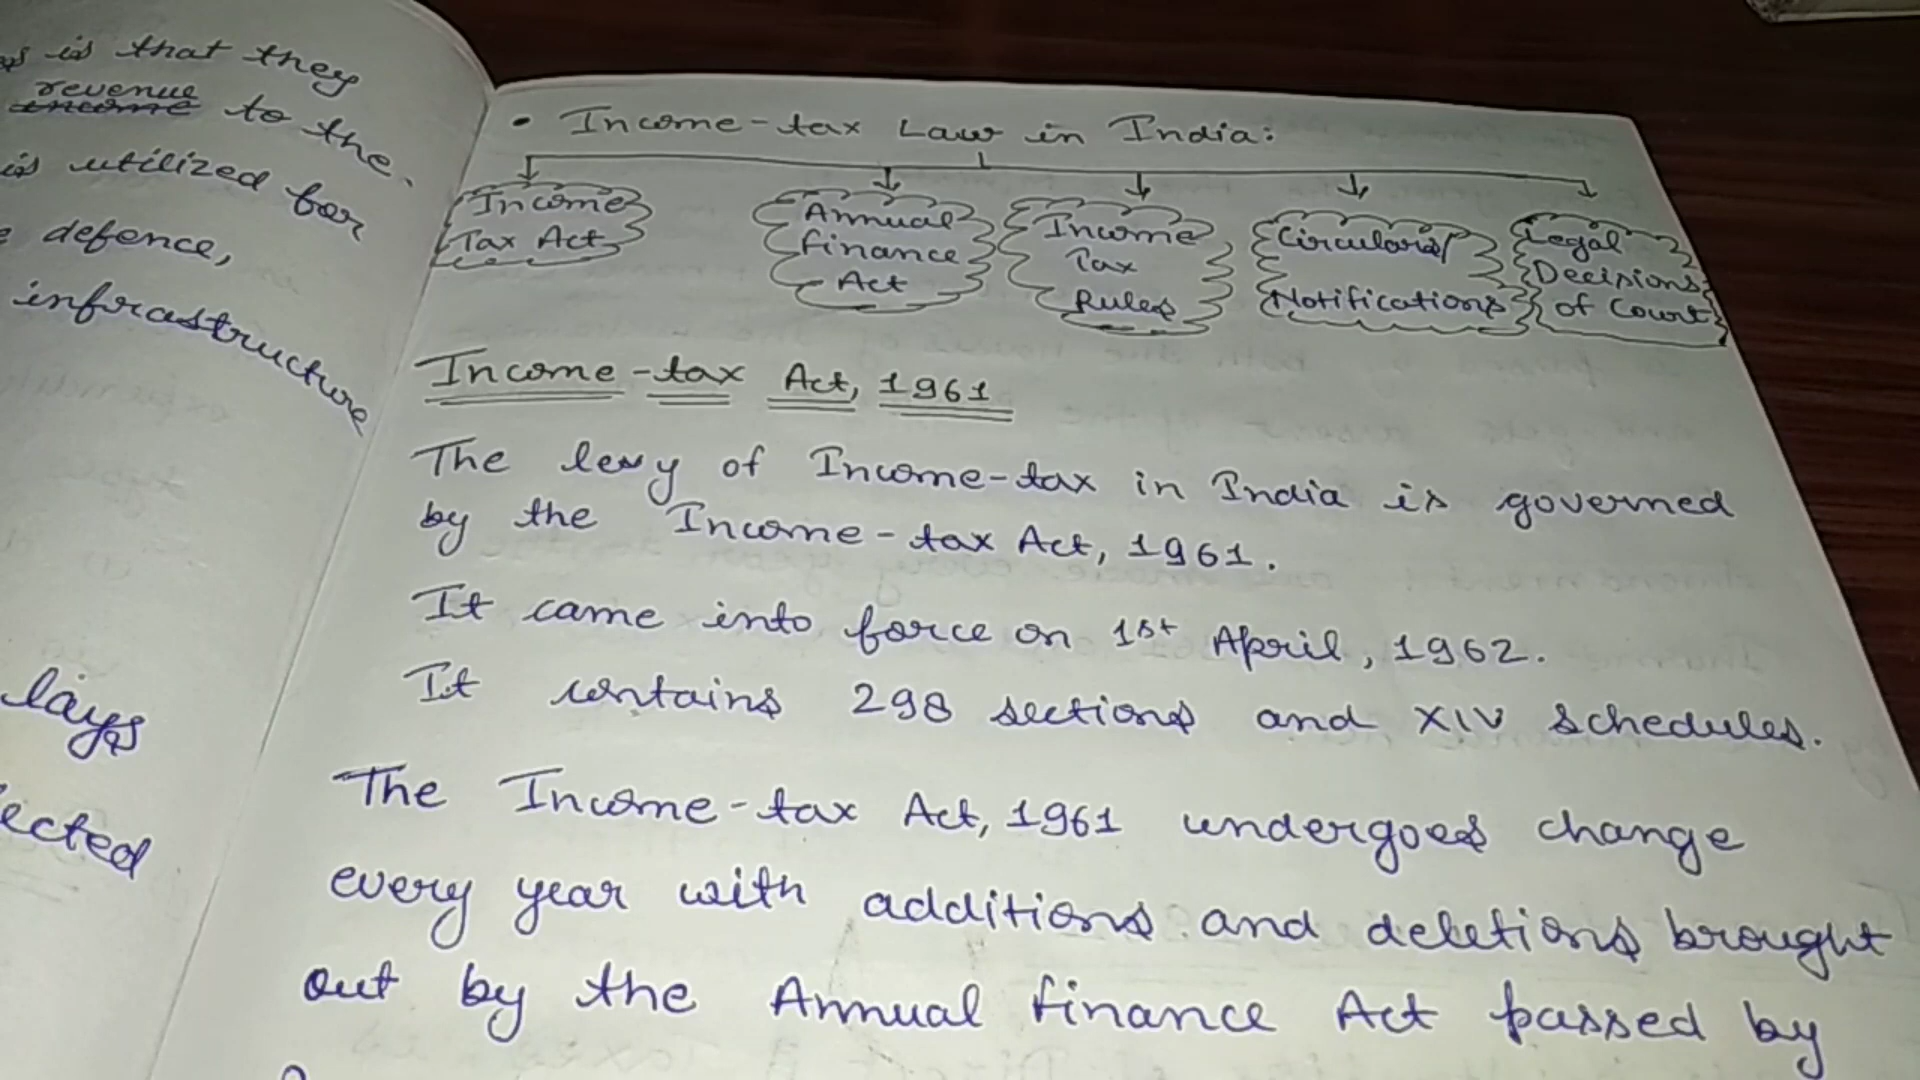 is that they
revenue
income to the
is utilized for
defence,
infrastructure
lays
ected
• Income-tax Law in India:
Income
Tax Act
Annual
Finance
Act
Income
Tax
Rules
Circulars/
Notifications
Legal
Decisions
of Court
Income-tax Act, 1961
The levy of Income-tax in India is governed
by the Income-tax Act, 1961.
It came into force on 1st April, 1962.
It contains 298 sections and XIV schedules.
The Income-tax Act, 1961 undergoes change
every year with additions and deletions brought
out by the Annual Finance Act passed by